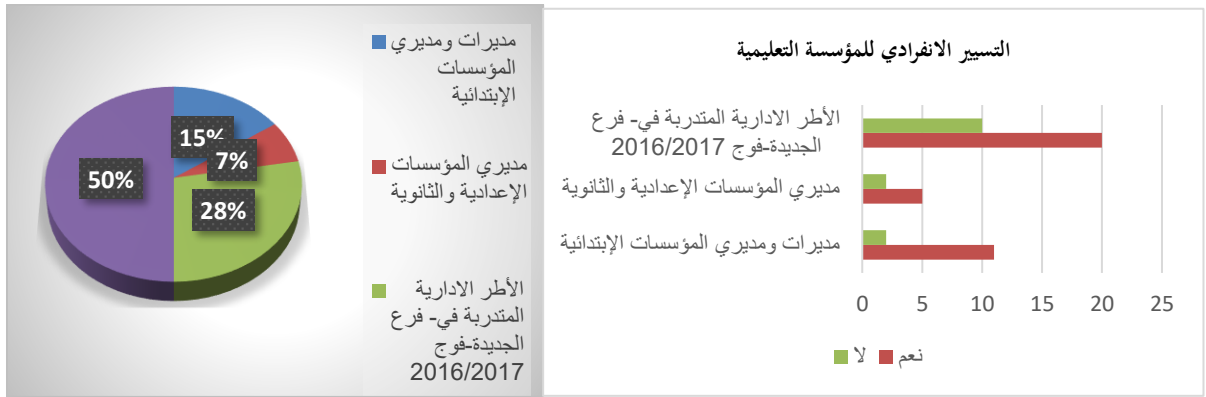 مديرات ومديري
المؤسسات
الإبتدائية
مديري المؤسسات
الإعدادية والثانوية
الأطر الادارية
المتدربة في- فرع
الجديدة-فوج
2016/2017
15%
7%
28%
50%
التسيير الانفرادي للمؤسسة التعليمية
الأطر الادارية المتدربة في- فرع
الجديدة-فوج 2016/2017
مديري المؤسسات الإعدادية والثانوية
مديرات ومديري المؤسسات الإبتدائية
0 5 10 15 20 25
نعم لا